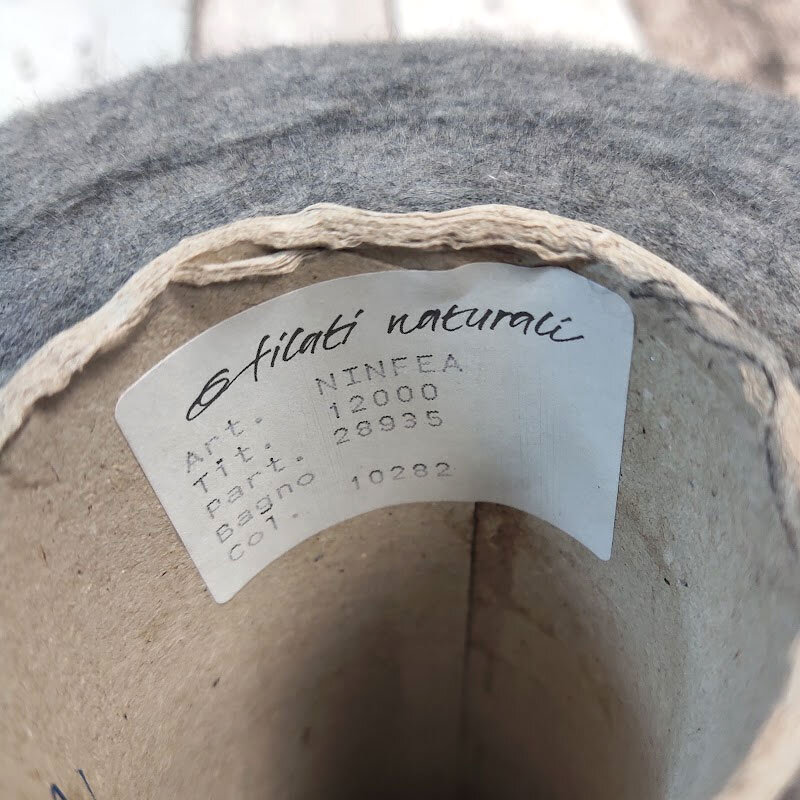 filati naturali
Art. NINFEA
Tit. 12000
Part. 28935
Bagno
Col. 10282